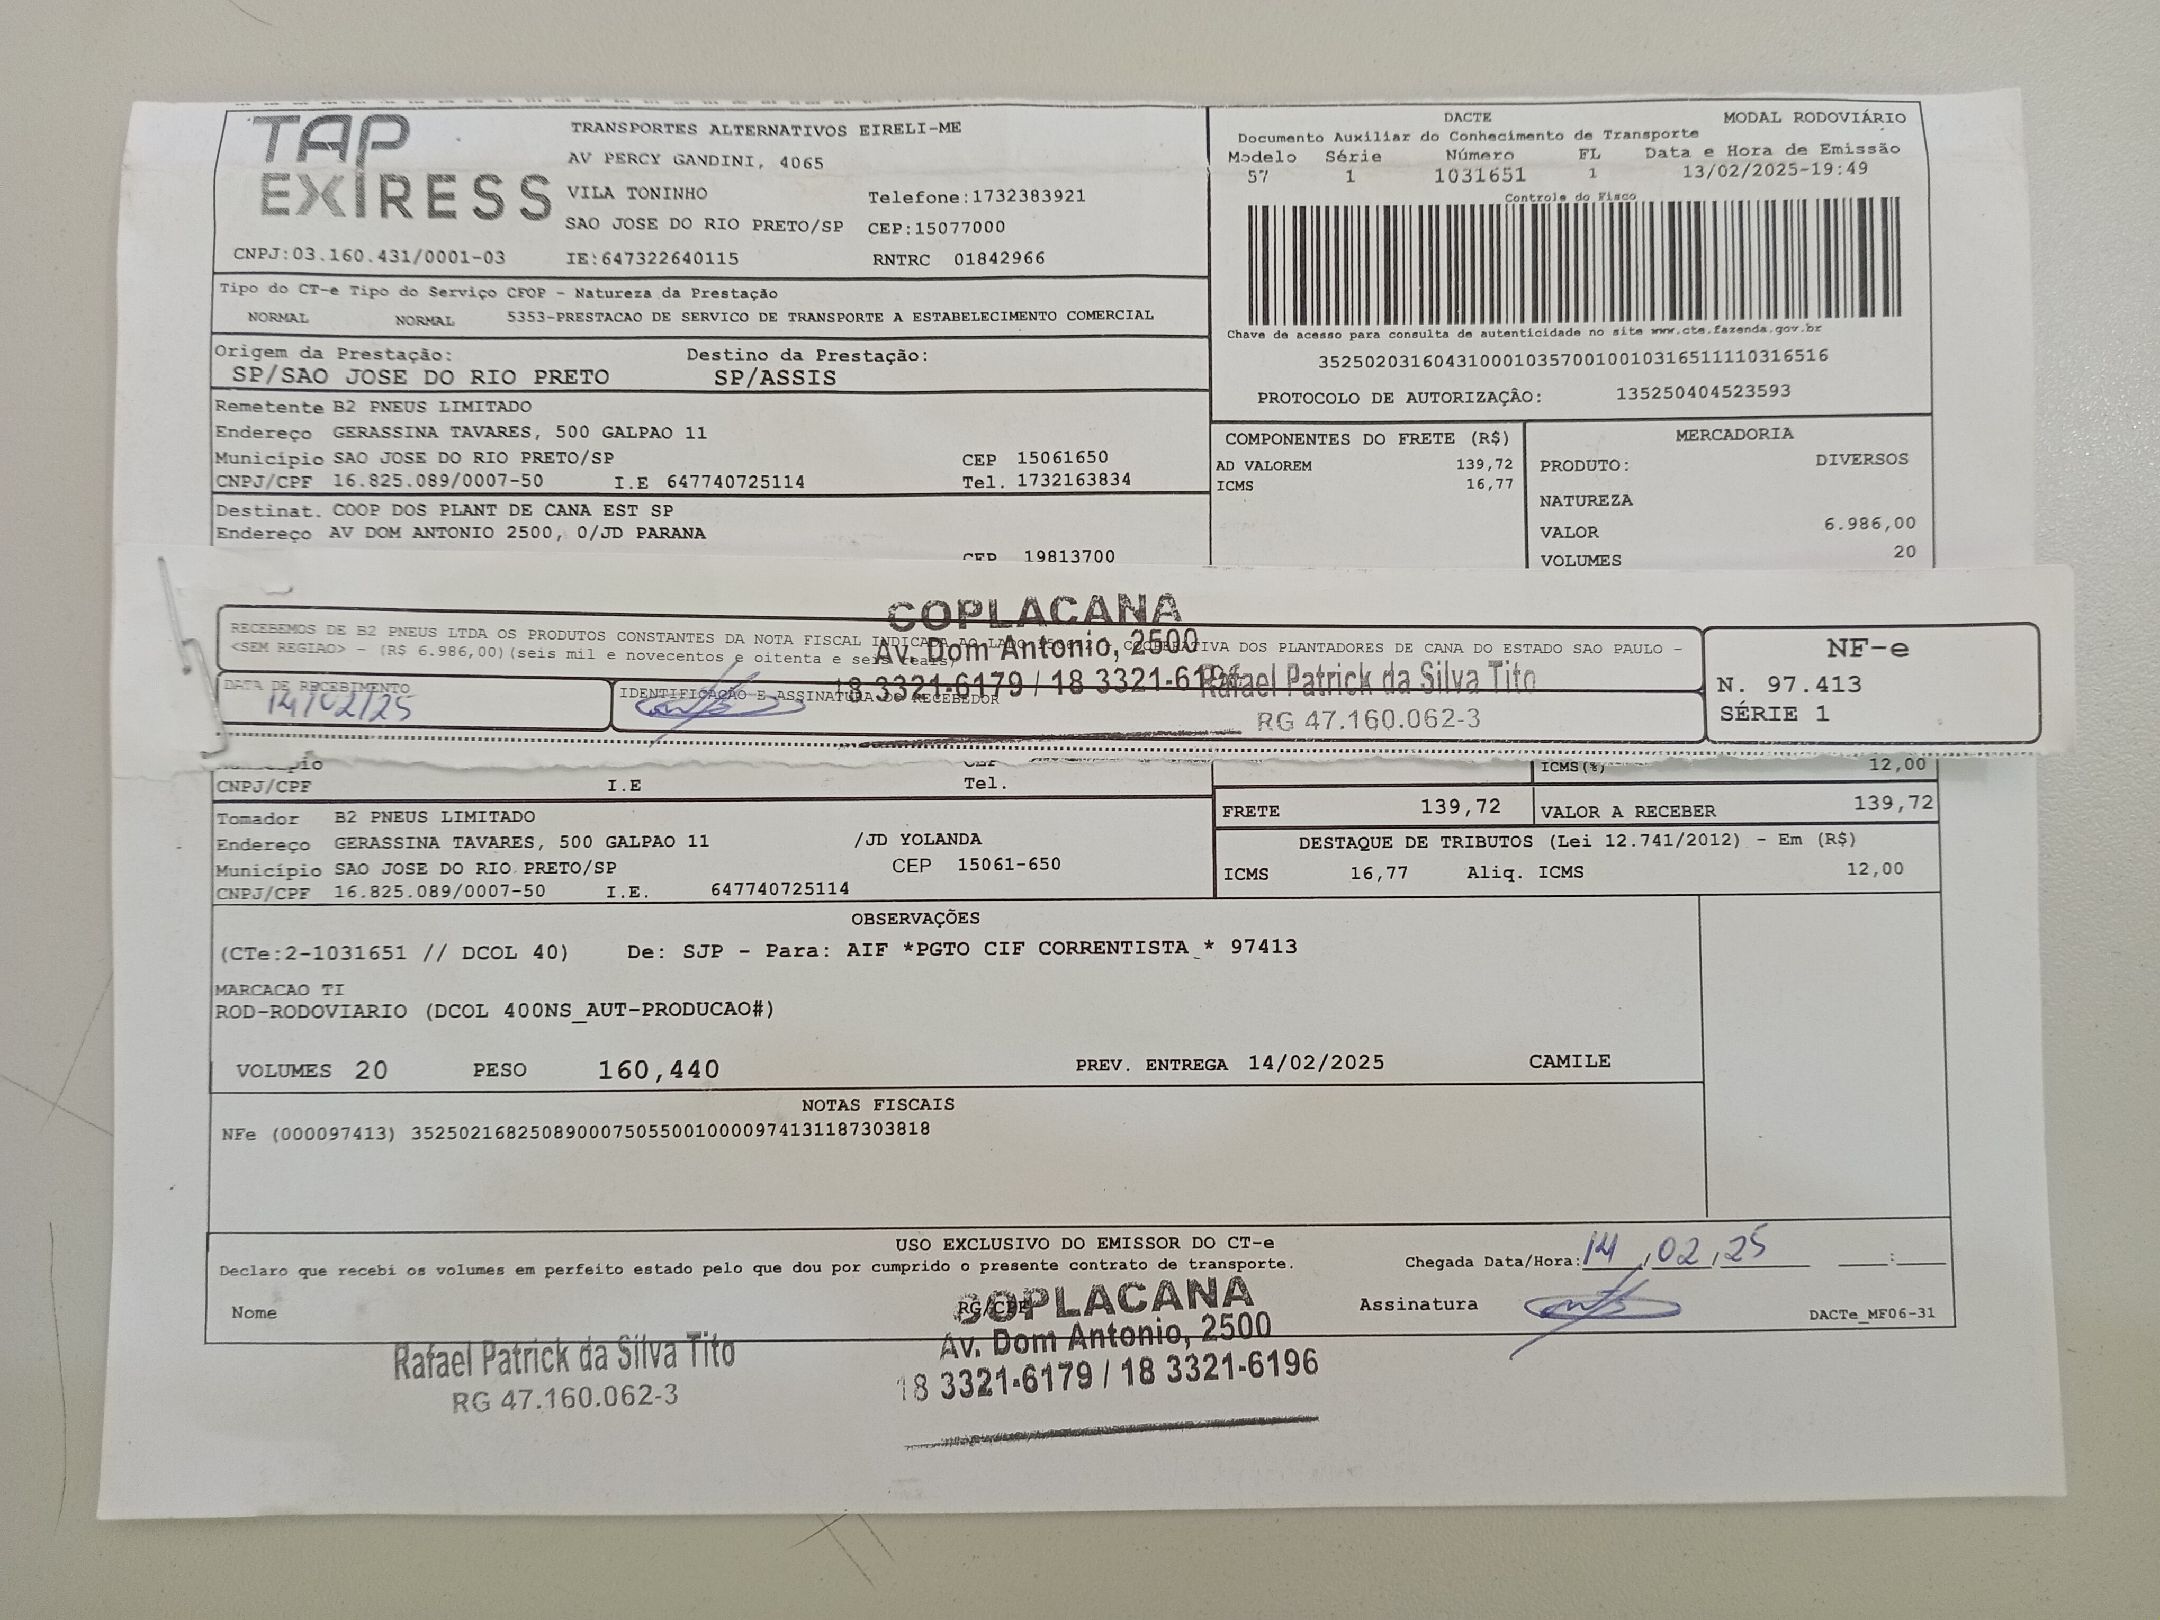 TAP EXPRESS
TRANSPORTES ALTERNATIVOS EIRELI-ME
AV PERCY GANDINI, 4065
VILA TONINHO Telefone:1732383921
SAO JOSE DO RIO PRETO/SP CEP:15077000
CNPJ:03.160.431/0001-03 IE:647322640115 RNTRC 01842966
DACTE MODAL RODOVIÁRIO
Documento Auxiliar do Conhecimento de Transporte
Modelo Série Número FL Data e Hora de Emissão
57 1 1031651 1 13/02/2025-19:49
Controle do Fisco
Chave de acesso para consulta de autenticidade no site www.cte.fazenda.gov.br
35250203160431000103570010010316511110316516
PROTOCOLO DE AUTORIZAÇÃO: 135250404523593
Tipo do CT-e Tipo do Serviço CFOP - Natureza da Prestação
NORMAL NORMAL 5353-PRESTACAO DE SERVICO DE TRANSPORTE A ESTABELECIMENTO COMERCIAL
Origem da Prestação: Destino da Prestação:
SP/SAO JOSE DO RIO PRETO SP/ASSIS
Remetente B2 PNEUS LIMITADO
Endereço GERASSINA TAVARES, 500 GALPAO 11
Município SAO JOSE DO RIO PRETO/SP CEP 15061650
CNPJ/CPF 16.825.089/0007-50 I.E 647740725114 Tel. 1732163834
Destinat. COOP DOS PLANT DE CANA EST SP
Endereço AV DOM ANTONIO 2500, 0/JD PARANA
CEP 19813700
COMPONENTES DO FRETE (R$)
AD VALOREM 139,72
ICMS 16,77
MERCADORIA
PRODUTO: DIVERSOS
NATUREZA
VALOR 6.986,00
VOLUMES 20
COPLACANA
Av. Dom Antonio, 2500
18 3321-6179 / 18 3321-6196
RECEBEMOS DE B2 PNEUS LTDA OS PRODUTOS CONSTANTES DA NOTA FISCAL INDICADA AO LADO COOPERATIVA DOS PLANTADORES DE CANA DO ESTADO SAO PAULO -
<SEM REGIAO> - (R$ 6.986,00)(seis mil e novecentos e oitenta e seis reais)
DATA DE RECEBIMENTO
14/02/25
IDENTIFICAÇÃO E ASSINATURA DO RECEBEDOR
Rafael Patrick da Silva Tito
RG 47.160.062-3
NF-e
N. 97.413
SÉRIE 1
CNPJ/CPF I.E Tel.
ICMS(%) 12,00
FRETE 139,72 VALOR A RECEBER 139,72
Tomador B2 PNEUS LIMITADO
Endereço GERASSINA TAVARES, 500 GALPAO 11 /JD YOLANDA
Município SAO JOSE DO RIO PRETO/SP CEP 15061-650
CNPJ/CPF 16.825.089/0007-50 I.E. 647740725114
DESTAQUE DE TRIBUTOS (Lei 12.741/2012) - Em (R$)
ICMS 16,77 Aliq. ICMS 12,00
OBSERVAÇÕES
(CTe:2-1031651 // DCOL 40) De: SJP - Para: AIF *PGTO CIF CORRENTISTA_* 97413
MARCACAO TI
ROD-RODOVIARIO (DCOL 400NS_AUT-PRODUCAO#)
VOLUMES 20 PESO 160,440 PREV. ENTREGA 14/02/2025 CAMILE
NOTAS FISCAIS
NFe (000097413) 35250216825089000750550010000974131187303818
USO EXCLUSIVO DO EMISSOR DO CT-e
Declaro que recebi os volumes em perfeito estado pelo que dou por cumprido o presente contrato de transporte.
Chegada Data/Hora: 14,02,25 :
Nome RG/CPF Assinatura DACTe_MF06-31
Rafael Patrick da Silva Tito
RG 47.160.062-3
COPLACANA
Av. Dom Antonio, 2500
18 3321-6179 / 18 3321-6196